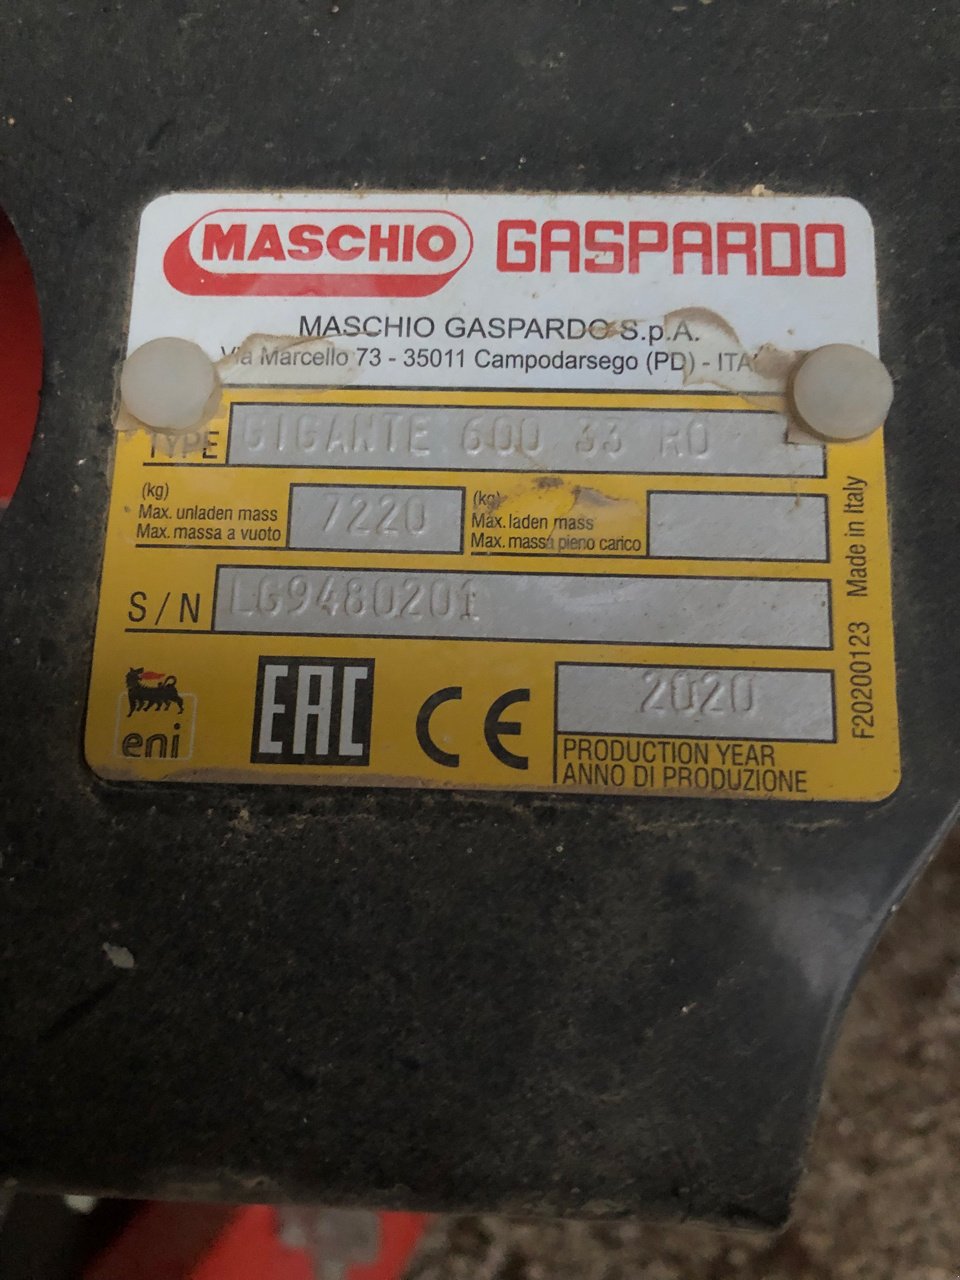 MASCHIO GASPARDO
MASCHIO GASPARDO S.p.A.
Via Marcello 73 - 35011 Campodarsego (PD) - ITA
TYPE GIGANTE 600 33 RO
(kg)
Max. unladen mass
Max. massa a vuoto
7220
(kg)
Max. laden mass
Max. massa pieno carico
S/N LG9480201
eni
EAC
CE
2020
PRODUCTION YEAR
ANNO DI PRODUZIONE
F20200123 Made in Italy